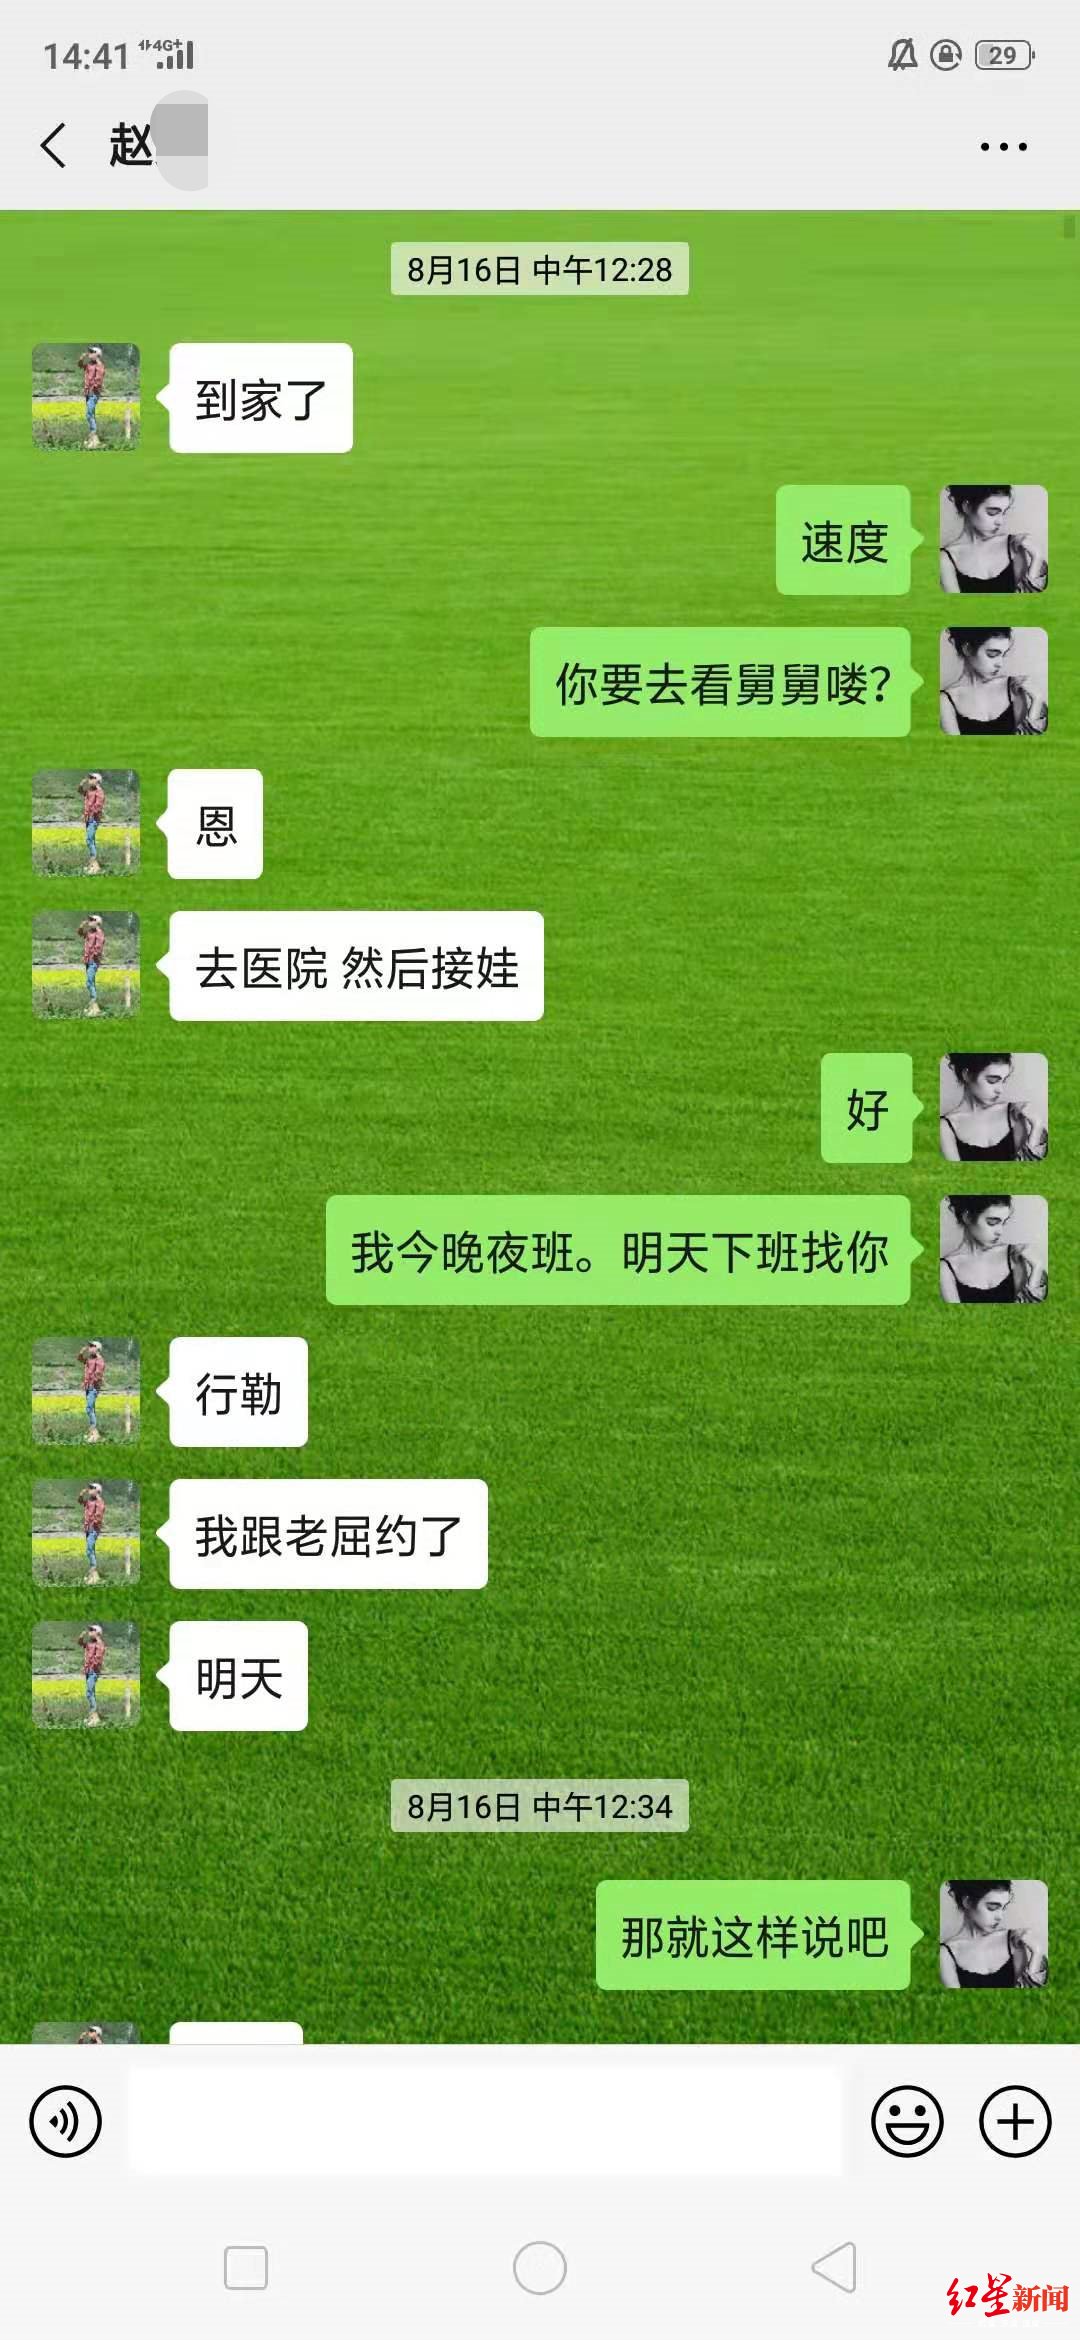 14:41 4G+ 29
赵
8月16日 中午12:28
到家了
速度
你要去看舅舅喽？
恩
去医院 然后接娃
好
我今晚夜班。明天下班找你
行勒
我跟老屈约了
明天
8月16日 中午12:34
那就这样说吧
红星新闻